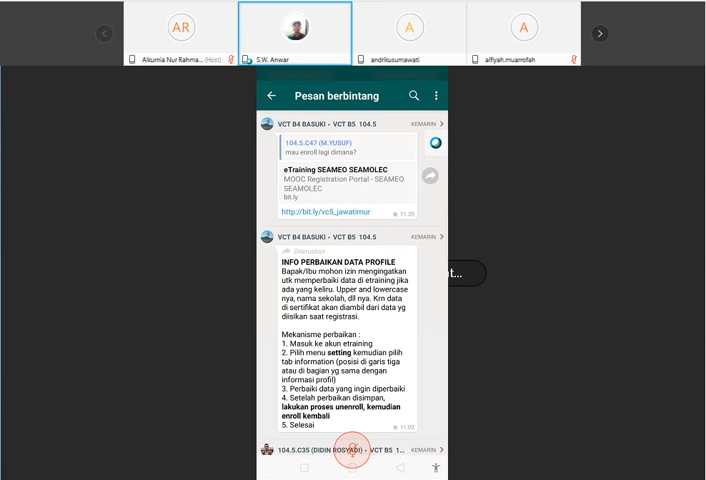 AR
A
A
Alkurnia Nur Rahma... (Host)
S.W. Anwar
andrikusumawati
alfiyah.muarrofah
Pesan berbintang
VCT B4 BASUKI • VCT B5 104.5
KEMARIN
104.5.C47 (M.YUSUF)
mau enroll lagi dimana?
eTraining SEAMEO SEAMOLEC
MOOC Registration Portal - SEAMEO
SEAMOLEC
bit.ly
http://bit.ly/vc5_jawatimur
11.35
VCT B4 BASUKI • VCT B5 104.5
KEMARIN
Diteruskan
INFO PERBAIKAN DATA PROFILE
Bapak/Ibu mohon izin mengingatkan
utk memperbaiki data di etraining jika
ada yang keliru. Upper and lowercase
nya, nama sekolah, dll nya. Krn data
di sertifikat akan diambil dari data yg
diisikan saat registrasi.
Mekanisme perbaikan :
1. Masuk ke akun etraining
2. Pilih menu setting kemudian pilih
tab information (posisi di garis tiga
atau di bagian yg sama dengan
informasi profil)
3. Perbaiki data yang ingin diperbaiki
4. Setelah perbaikan disimpan,
lakukan proses unenroll, kemudian
enroll kembali
5. Selesai
11.02
t...
104.5.C35 (DIDIN ROSYADI) • VCT B5 1...
KEMARIN